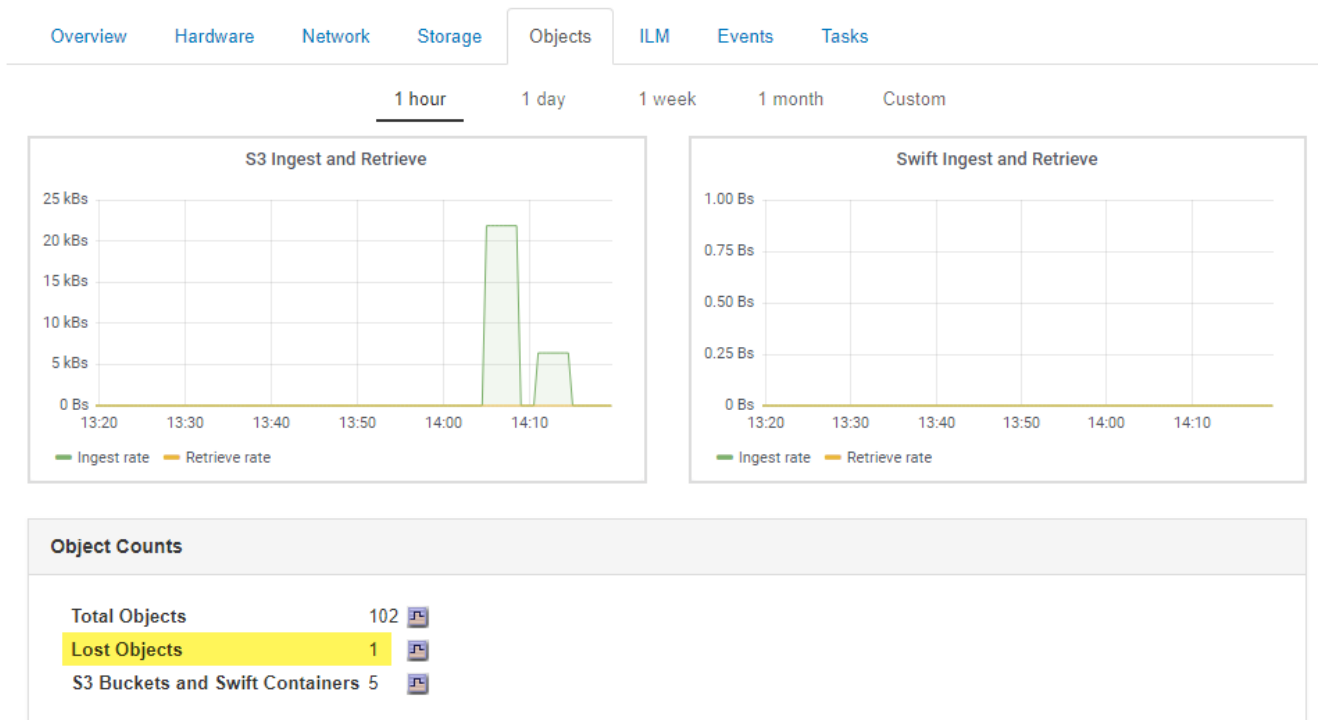 Overview Hardware Network Storage Objects ILM Events Tasks
1 hour 1 day 1 week 1 month Custom
S3 Ingest and Retrieve
25 kBs
20 kBs
15 kBs
10 kBs
5 kBs
0 Bs
13:20 13:30 13:40 13:50 14:00 14:10
Ingest rate Retrieve rate
Swift Ingest and Retrieve
1.00 Bs
0.75 Bs
0.50 Bs
0.25 Bs
0 Bs
13:20 13:30 13:40 13:50 14:00 14:10
Ingest rate Retrieve rate
Object Counts
Total Objects 102
Lost Objects 1
S3 Buckets and Swift Containers 5